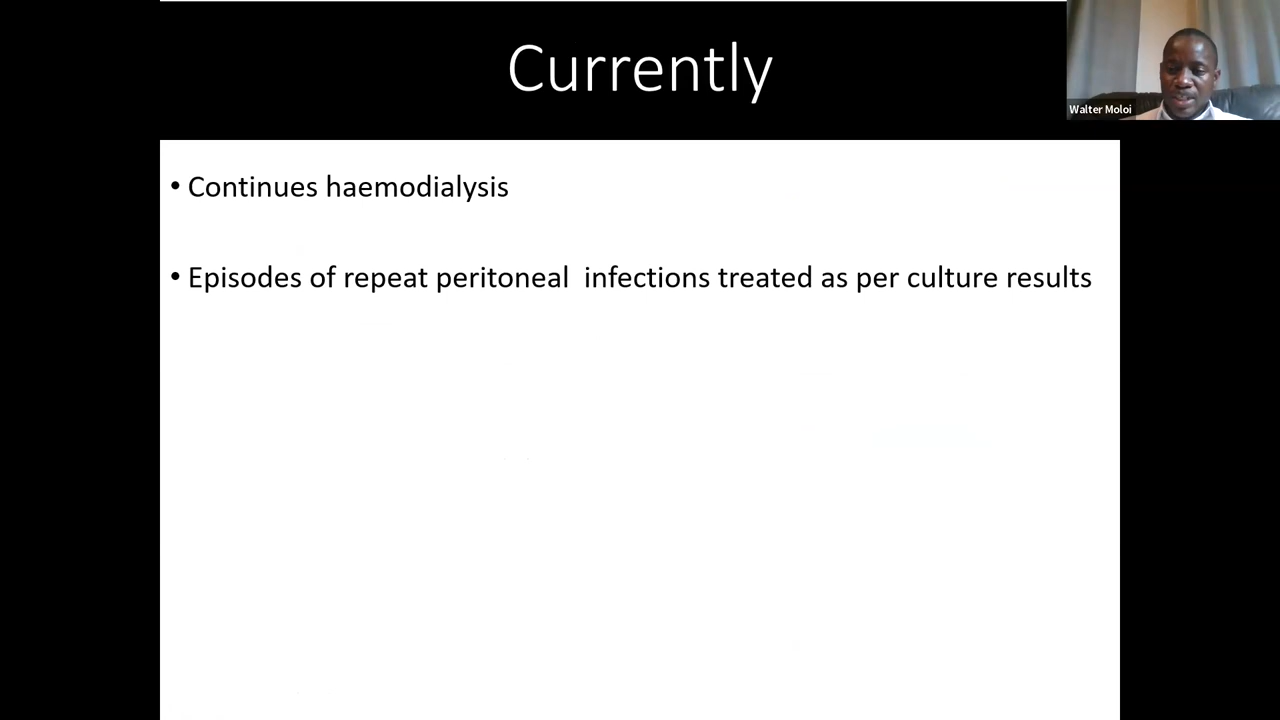 Currently
Walter Moloi
• Continues haemodialysis
• Episodes of repeat peritoneal  infections treated as per culture results